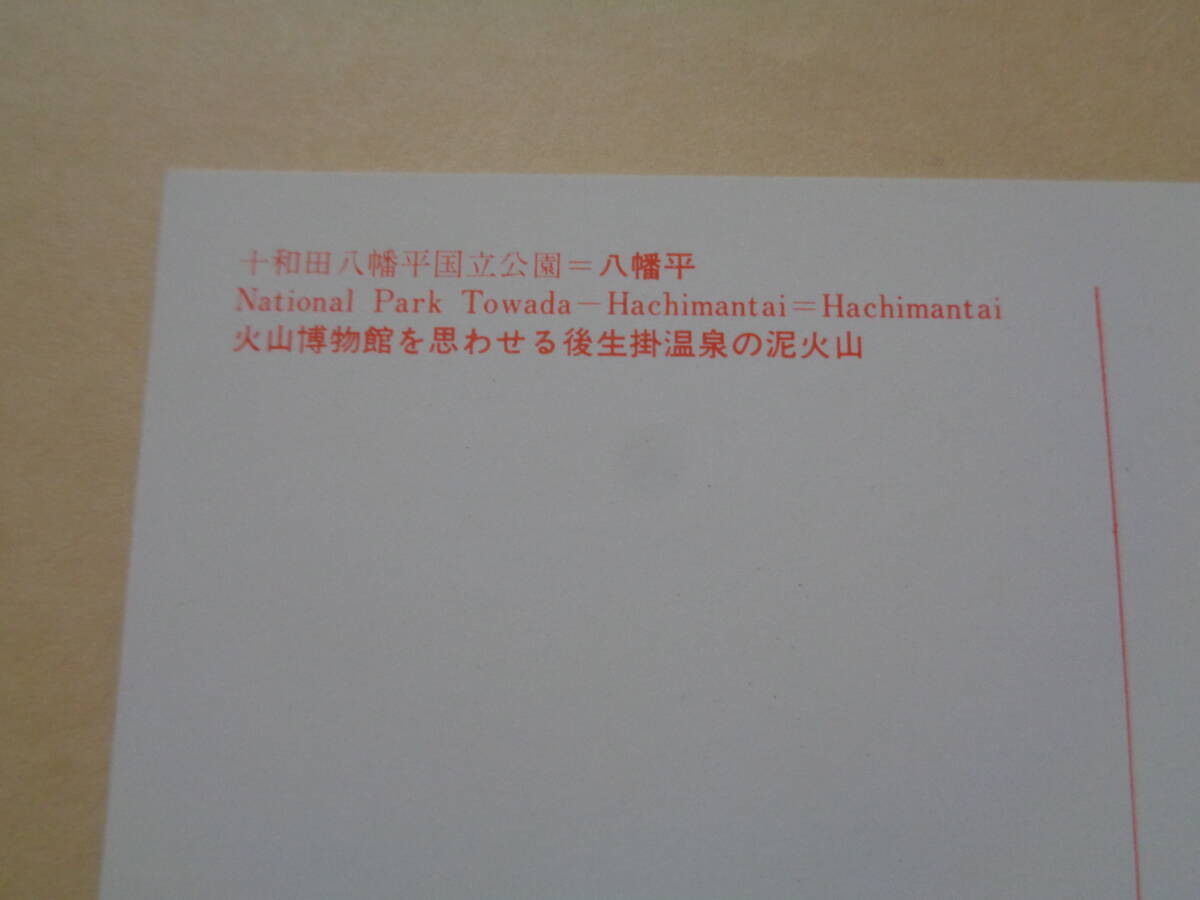 十和田八幡平国立公園＝八幡平
National Park Towada－Hachimantai＝Hachimantai
火山博物館を思わせる後生掛温泉の泥火山